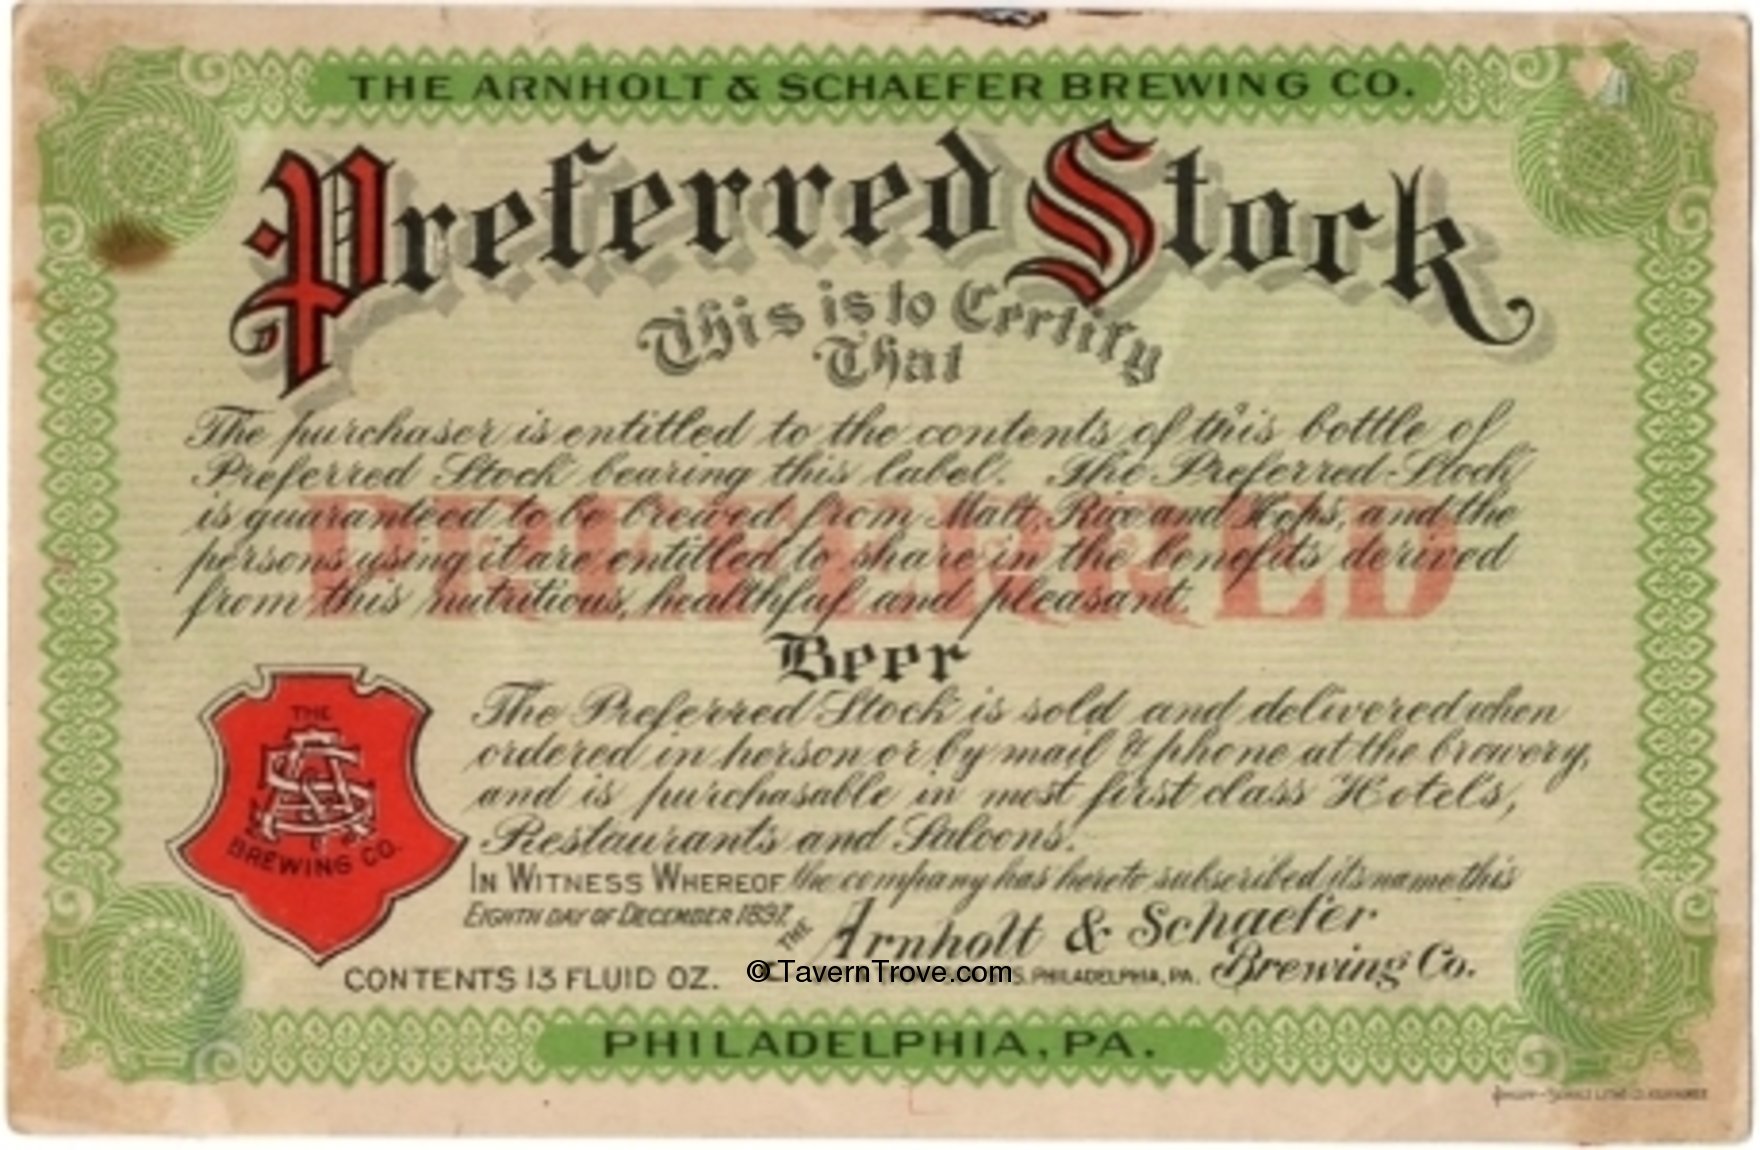 THE ARNHOLT & SCHAEFER BREWING CO.
Preferred Stock
This is to Certify
That
The purchaser is entitled to the contents of this bottle of
Preferred Stock bearing this label. The Preferred-Stock
is guaranteed to be brewed from Malt, Rice and Hops, and the
persons using it are entitled to share in the benefits derived
from this nutritious, healthful and pleasant.
PREFERRED
Beer
The Preferred Stock is sold and delivered when
ordered in person or by mail & phone at the brewery,
and is purchasable in most first class Hotels,
Restaurants and Saloons.
THE
BREWING CO.
IN WITNESS WHEREOF the company has hereto subscribed its name this
EIGHTH DAY OF DECEMBER 1897.
THE Arnholt & Schaefer
Brewing Co.
CONTENTS 13 FLUID OZ.
©TavernTrove.com
PHILADELPHIA, PA.
PHILADELPHIA, PA.